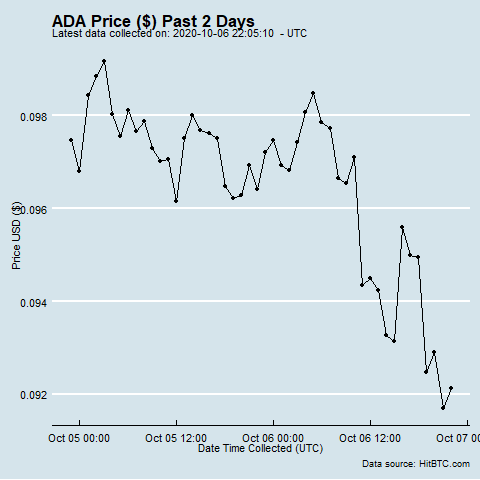 ADA Price ($) Past 2 Days
Latest data collected on: 2020-10-06 22:05:10 - UTC
0.098
0.096
Price USD ($)
0.094
0.092
Oct 05 00:00 Oct 05 12:00 Oct 06 00:00 Oct 06 12:00 Oct 07 00
Date Time Collected (UTC)
Data source: HitBTC.com